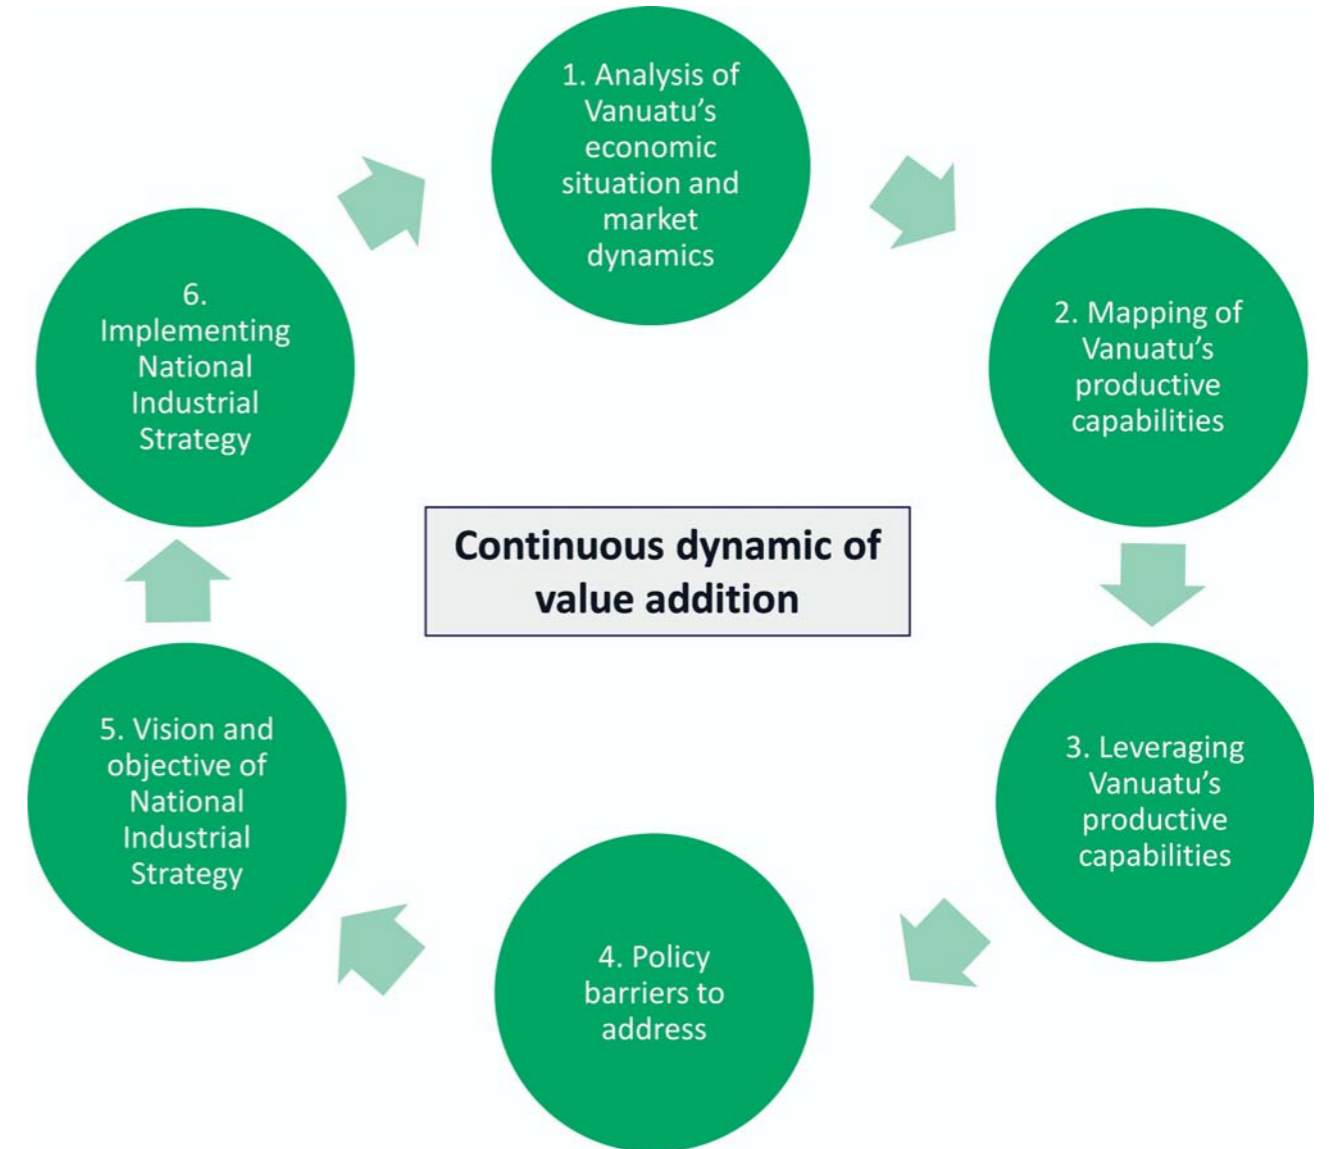 1. Analysis of
Vanuatu’s
economic
situation and
market
dynamics
2. Mapping of
Vanuatu’s
productive
capabilities
3. Leveraging
Vanuatu’s
productive
capabilities
4. Policy
barriers to
address
5. Vision and
objective of
National
Industrial
Strategy
6.
Implementing
National
Industrial
Strategy
Continuous dynamic of
value addition